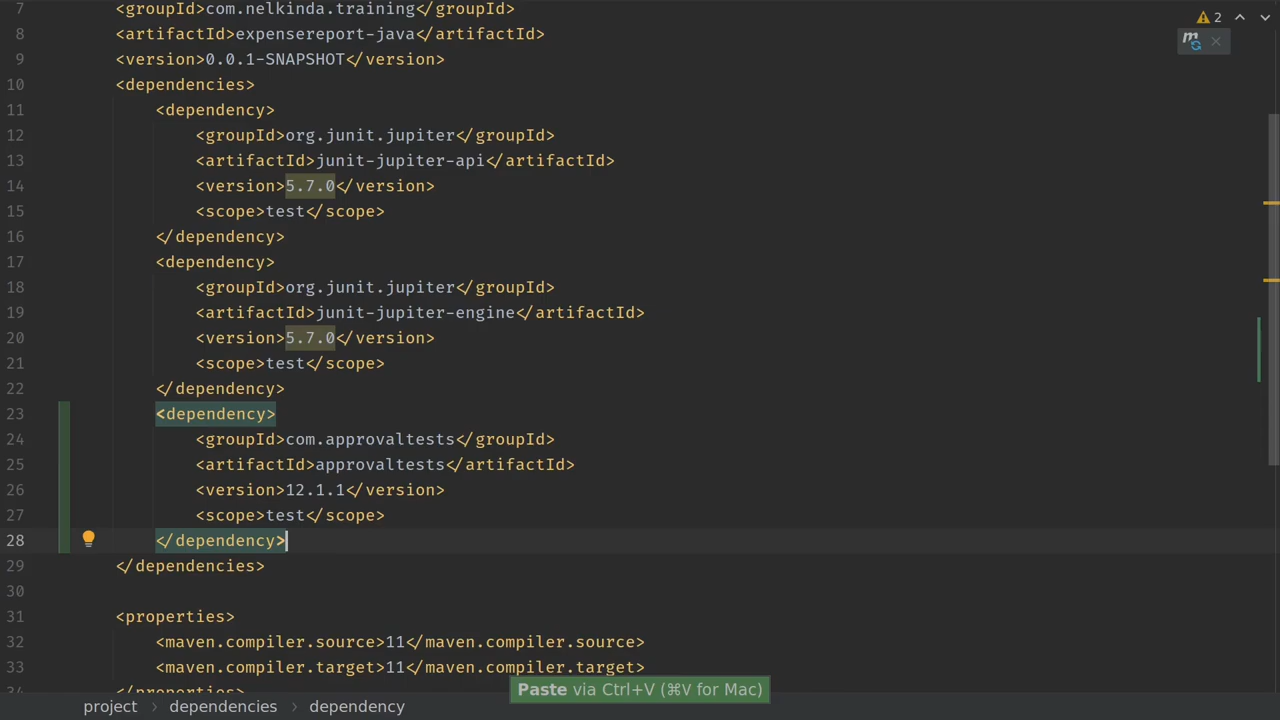 7 <groupId>com.nelkinda.training</groupId>
2
8 <artifactId>expensereport-java</artifactId>
m
9 <version>0.0.1-SNAPSHOT</version>
10 <dependencies>
11 <dependency>
12 <groupId>org.junit.jupiter</groupId>
13 <artifactId>junit-jupiter-api</artifactId>
14 <version>5.7.0</version>
15 <scope>test</scope>
16 </dependency>
17 <dependency>
18 <groupId>org.junit.jupiter</groupId>
19 <artifactId>junit-jupiter-engine</artifactId>
20 <version>5.7.0</version>
21 <scope>test</scope>
22 </dependency>
23 <dependency>
24 <groupId>com.approvaltests</groupId>
25 <artifactId>approvaltests</artifactId>
26 <version>12.1.1</version>
27 <scope>test</scope>
28 </dependency>
29 </dependencies>
30
31 <properties>
32 <maven.compiler.source>11</maven.compiler.source>
33 <maven.compiler.target>11</maven.compiler.target>
34 </properties>
Paste via Ctrl+V (⌘V for Mac)
project › dependencies › dependency